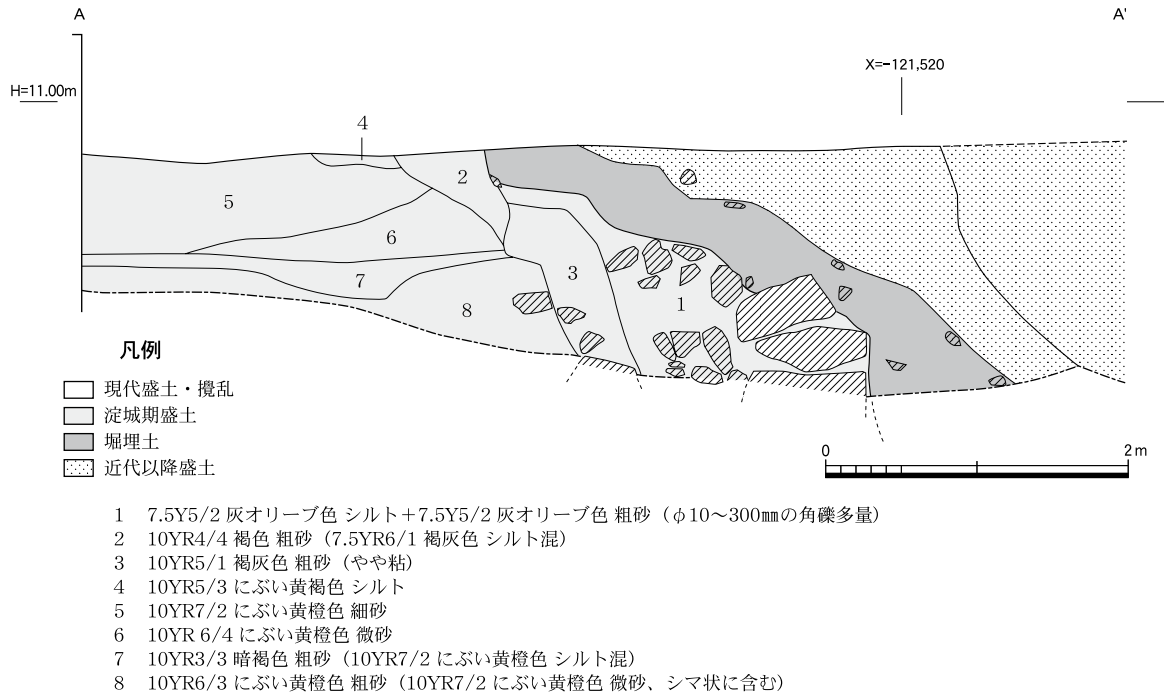 A
A'
X=-121,520
H=11.00m
4
2
5
6
3
7
1
8
凡例
現代盛土・攪乱
淀城期盛土
堀埋土
近代以降盛土
0 2m
1 7.5Y5/2 灰オリーブ色 シルト+7.5Y5/2 灰オリーブ色 粗砂（φ10〜300㎜の角礫多量）
2 10YR4/4 褐色 粗砂（7.5YR6/1 褐灰色 シルト混）
3 10YR5/1 褐灰色 粗砂（やや粘）
4 10YR5/3 にぶい黄褐色 シルト
5 10YR7/2 にぶい黄橙色 細砂
6 10YR 6/4 にぶい黄橙色 微砂
7 10YR3/3 暗褐色 粗砂（10YR7/2 にぶい黄橙色 シルト混）
8 10YR6/3 にぶい黄橙色 粗砂（10YR7/2 にぶい黄橙色 微砂、シマ状に含む）